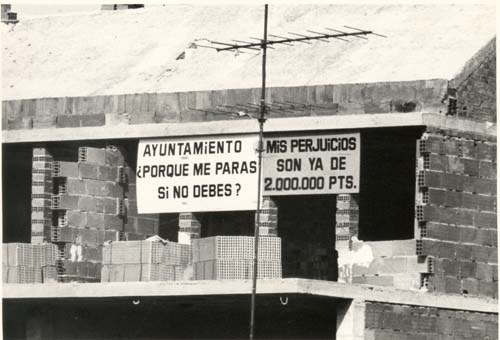 AYUNTAMIENTO
¿PORQUE ME PARAS
SI NO DEBES?
MIS PERJUICIOS
SON YA DE
2.000.000 PTS.